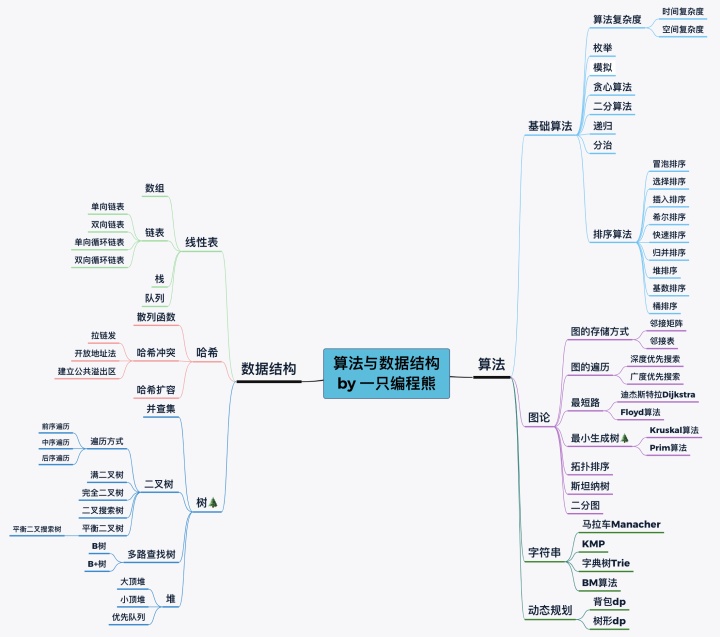 算法与数据结构
by 一只编程熊
数据结构
线性表
数组
链表
单向链表
双向链表
单向循环链表
双向循环链表
栈
队列
哈希
散列函数
哈希冲突
拉链发
开放地址法
建立公共溢出区
哈希扩容
树🌲
并查集
二叉树
遍历方式
前序遍历
中序遍历
后序遍历
满二叉树
完全二叉树
二叉搜索树
平衡二叉树
平衡二叉搜索树
多路查找树
B树
B+树
堆
大顶堆
小顶堆
优先队列
算法
基础算法
算法复杂度
时间复杂度
空间复杂度
枚举
模拟
贪心算法
二分算法
递归
分治
排序算法
冒泡排序
选择排序
插入排序
希尔排序
快速排序
归并排序
堆排序
基数排序
桶排序
图论
图的存储方式
邻接矩阵
邻接表
图的遍历
深度优先搜索
广度优先搜索
最短路
迪杰斯特拉Dijkstra
Floyd算法
最小生成树🌲
Kruskal算法
Prim算法
拓扑排序
斯坦纳树
二分图
字符串
马拉车Manacher
KMP
字典树Trie
BM算法
动态规划
背包dp
树形dp